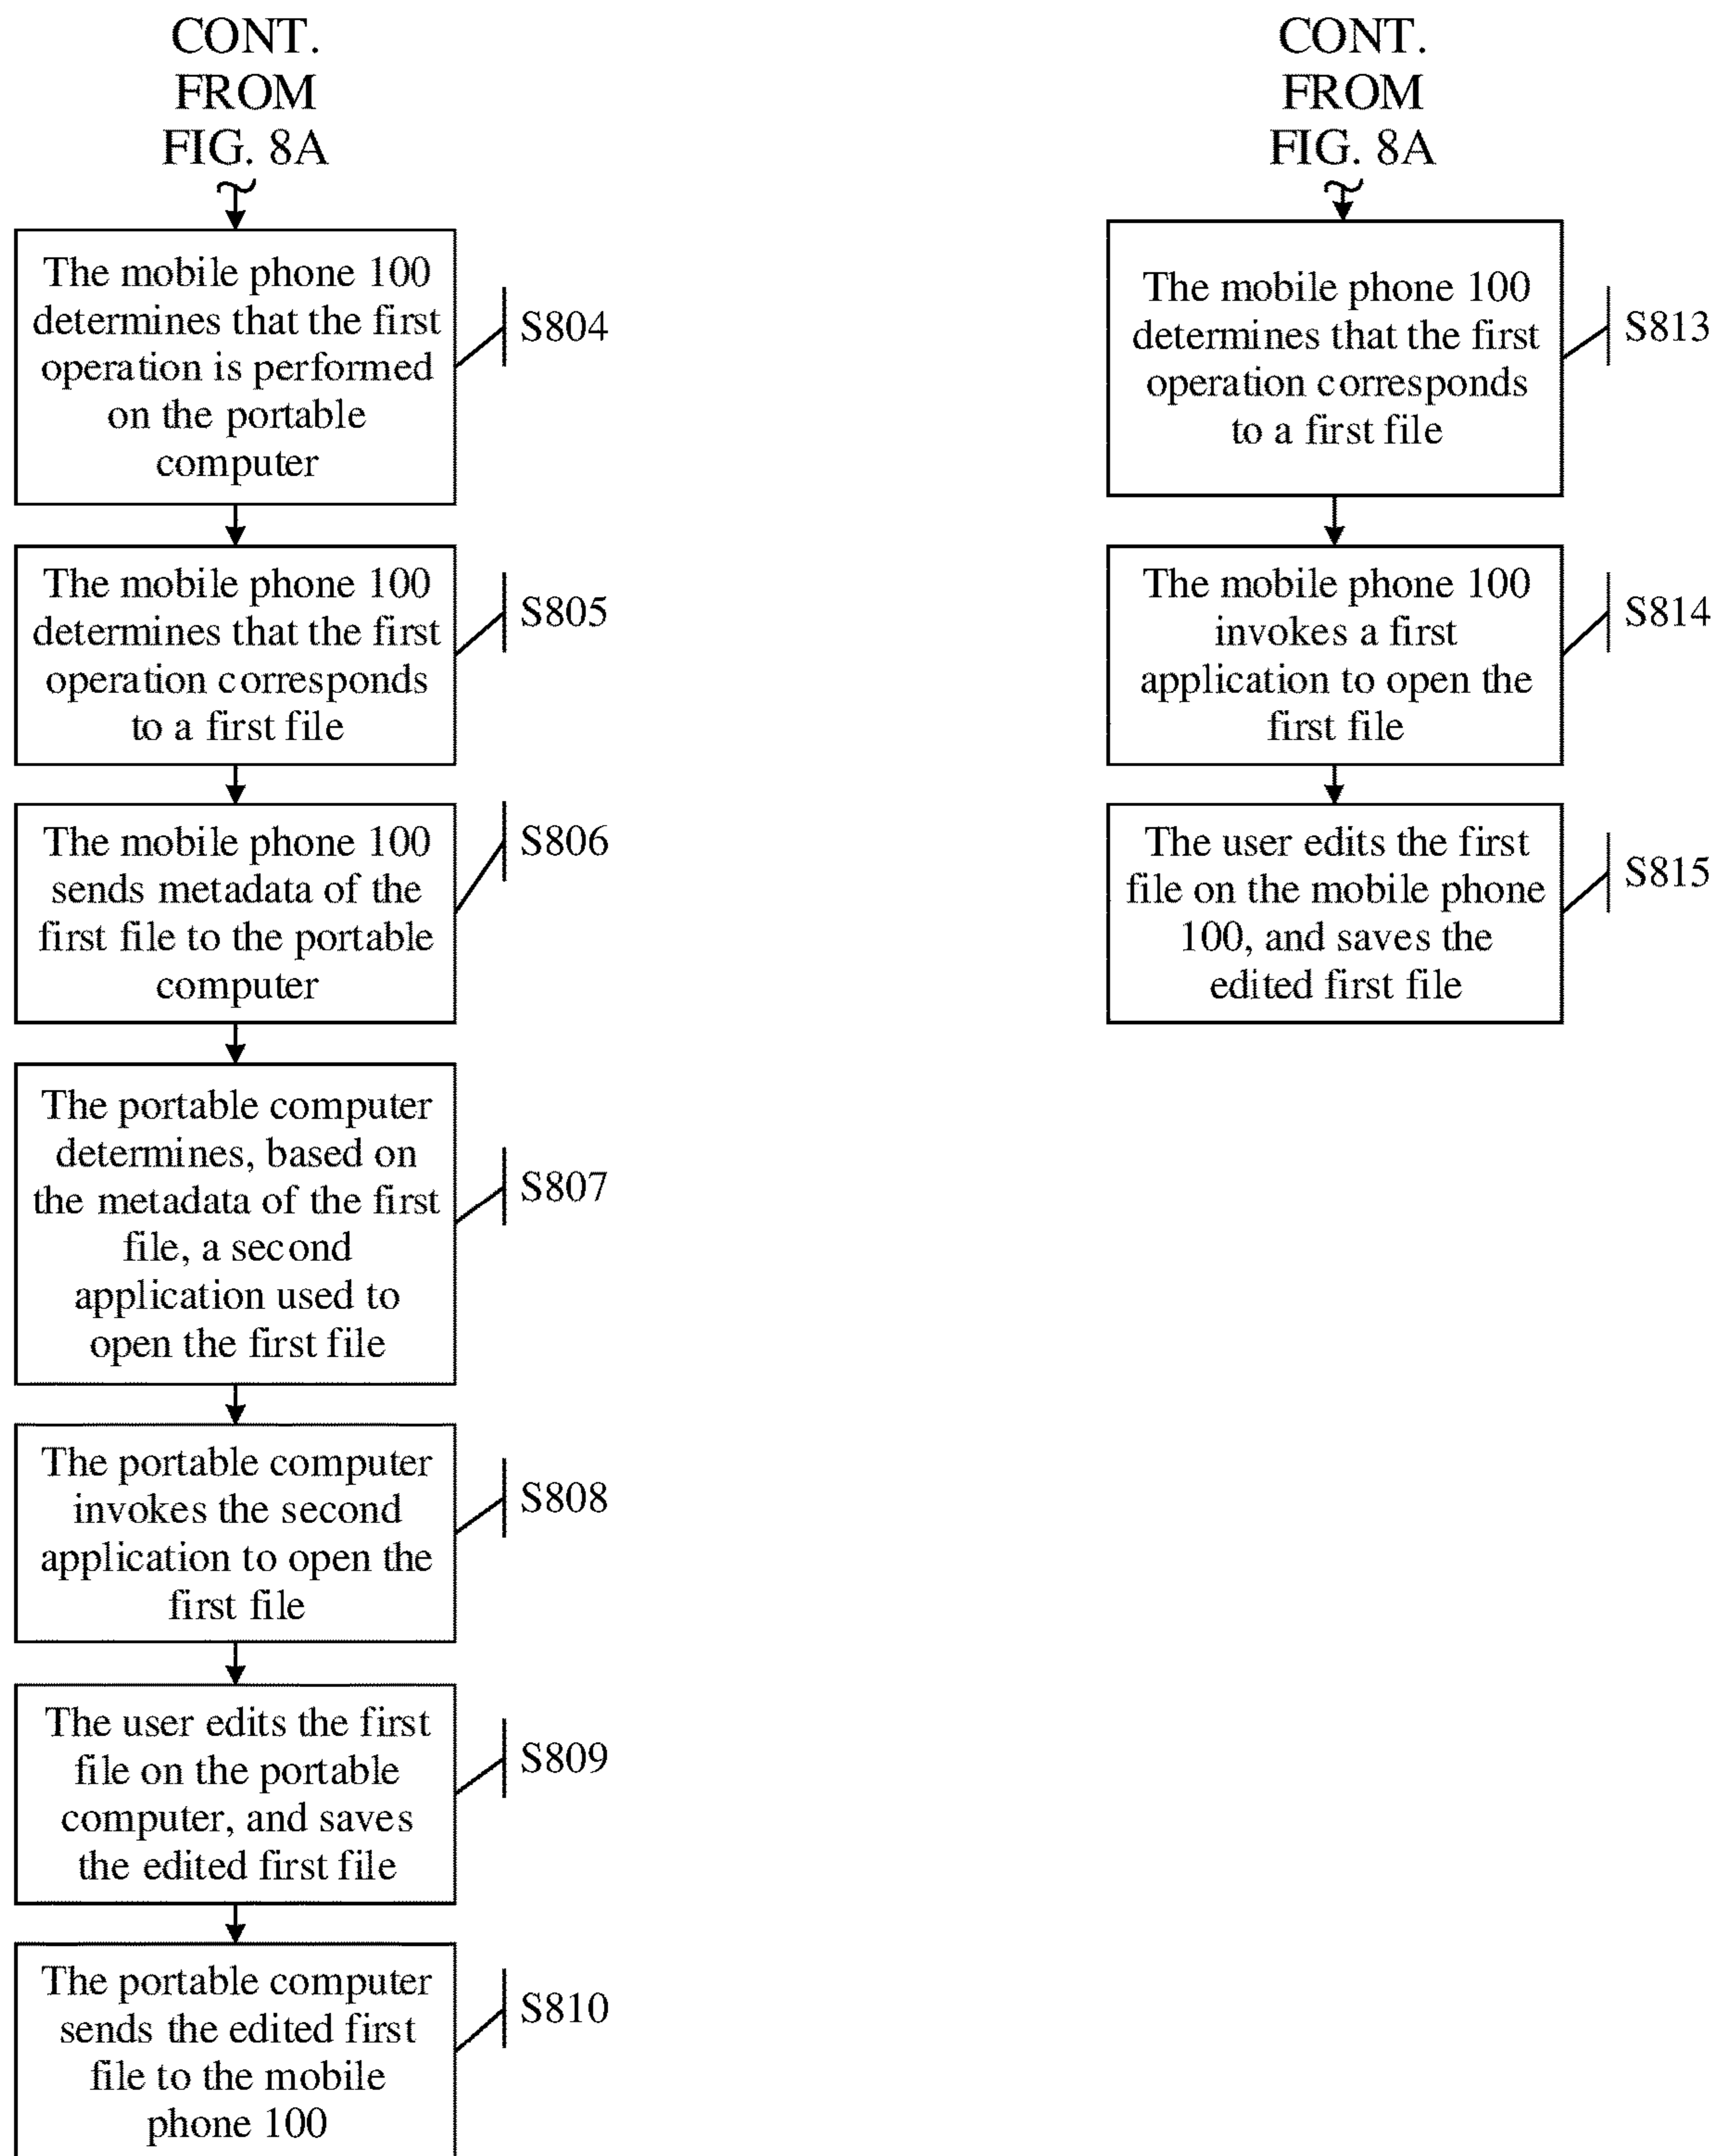 CONT.
FROM
FIG. 8A
The mobile phone 100
determines that the first
operation is performed
on the portable
computer
S804
The mobile phone 100
determines that the first
operation corresponds
to a first file
S805
The mobile phone 100
sends metadata of the
first file to the portable
computer
S806
The portable computer
determines, based on
the metadata of the first
file, a second
application used to
open the first file
S807
The portable computer
invokes the second
application to open the
first file
S808
The user edits the first
file on the portable
computer, and saves
the edited first file
S809
The portable computer
sends the edited first
file to the mobile
phone 100
S810
CONT.
FROM
FIG. 8A
The mobile phone 100
determines that the first
operation corresponds
to a first file
S813
The mobile phone 100
invokes a first
application to open the
first file
S814
The user edits the first
file on the mobile phone
100, and saves the
edited first file
S815